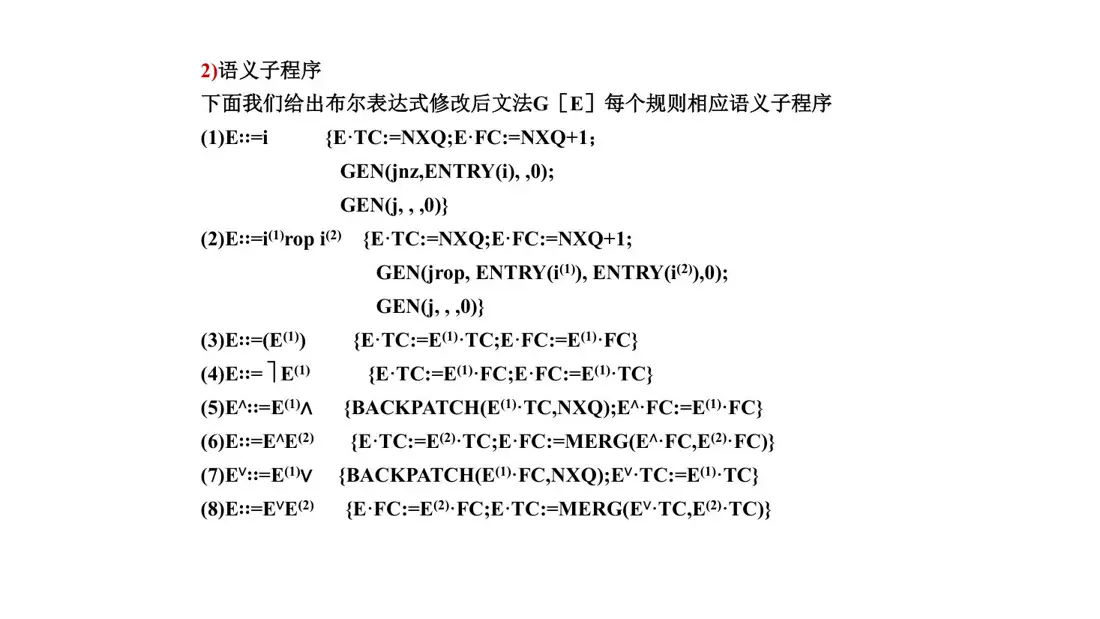 2)语义子程序
下面我们给出布尔表达式修改后文法G［E］每个规则相应语义子程序
(1)E∷=i {E·TC:=NXQ;E·FC:=NXQ+1;
GEN(jnz,ENTRY(i), ,0);
GEN(j, , ,0)}
(2)E∷=i⁽¹⁾rop i⁽²⁾ {E·TC:=NXQ;E·FC:=NXQ+1;
GEN(jrop, ENTRY(i⁽¹⁾), ENTRY(i⁽²⁾),0);
GEN(j, , ,0)}
(3)E∷=(E⁽¹⁾) {E·TC:=E⁽¹⁾·TC;E·FC:=E⁽¹⁾·FC}
(4)E∷=┐E⁽¹⁾ {E·TC:=E⁽¹⁾·FC;E·FC:=E⁽¹⁾·TC}
(5)E^∷=E⁽¹⁾∧ {BACKPATCH(E⁽¹⁾·TC,NXQ);E^·FC:=E⁽¹⁾·FC}
(6)E∷=E^E⁽²⁾ {E·TC:=E⁽²⁾·TC;E·FC:=MERG(E^·FC,E⁽²⁾·FC)}
(7)Eᵛ∷=E⁽¹⁾∨ {BACKPATCH(E⁽¹⁾·FC,NXQ);Eᵛ·TC:=E⁽¹⁾·TC}
(8)E∷=EᵛE⁽²⁾ {E·FC:=E⁽²⁾·FC;E·TC:=MERG(Eᵛ·TC,E⁽²⁾·TC)}